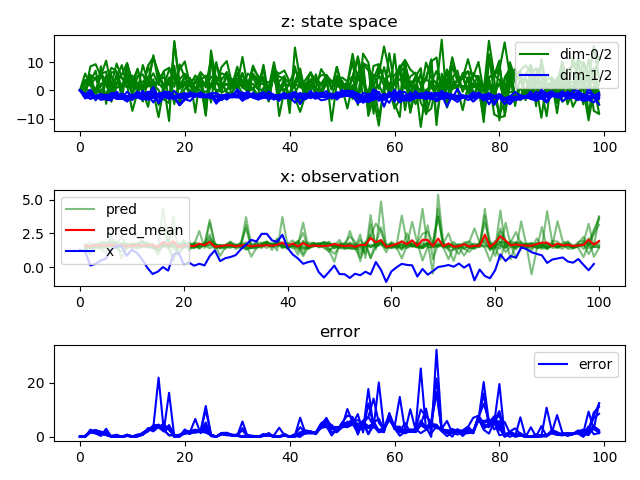 z: state space
10
0
−10
dim-0/2
dim-1/2
0 20 40 60 80 100
x: observation
5.0
2.5
0.0
pred
pred_mean
x
0 20 40 60 80 100
error
20
0
error
0 20 40 60 80 100